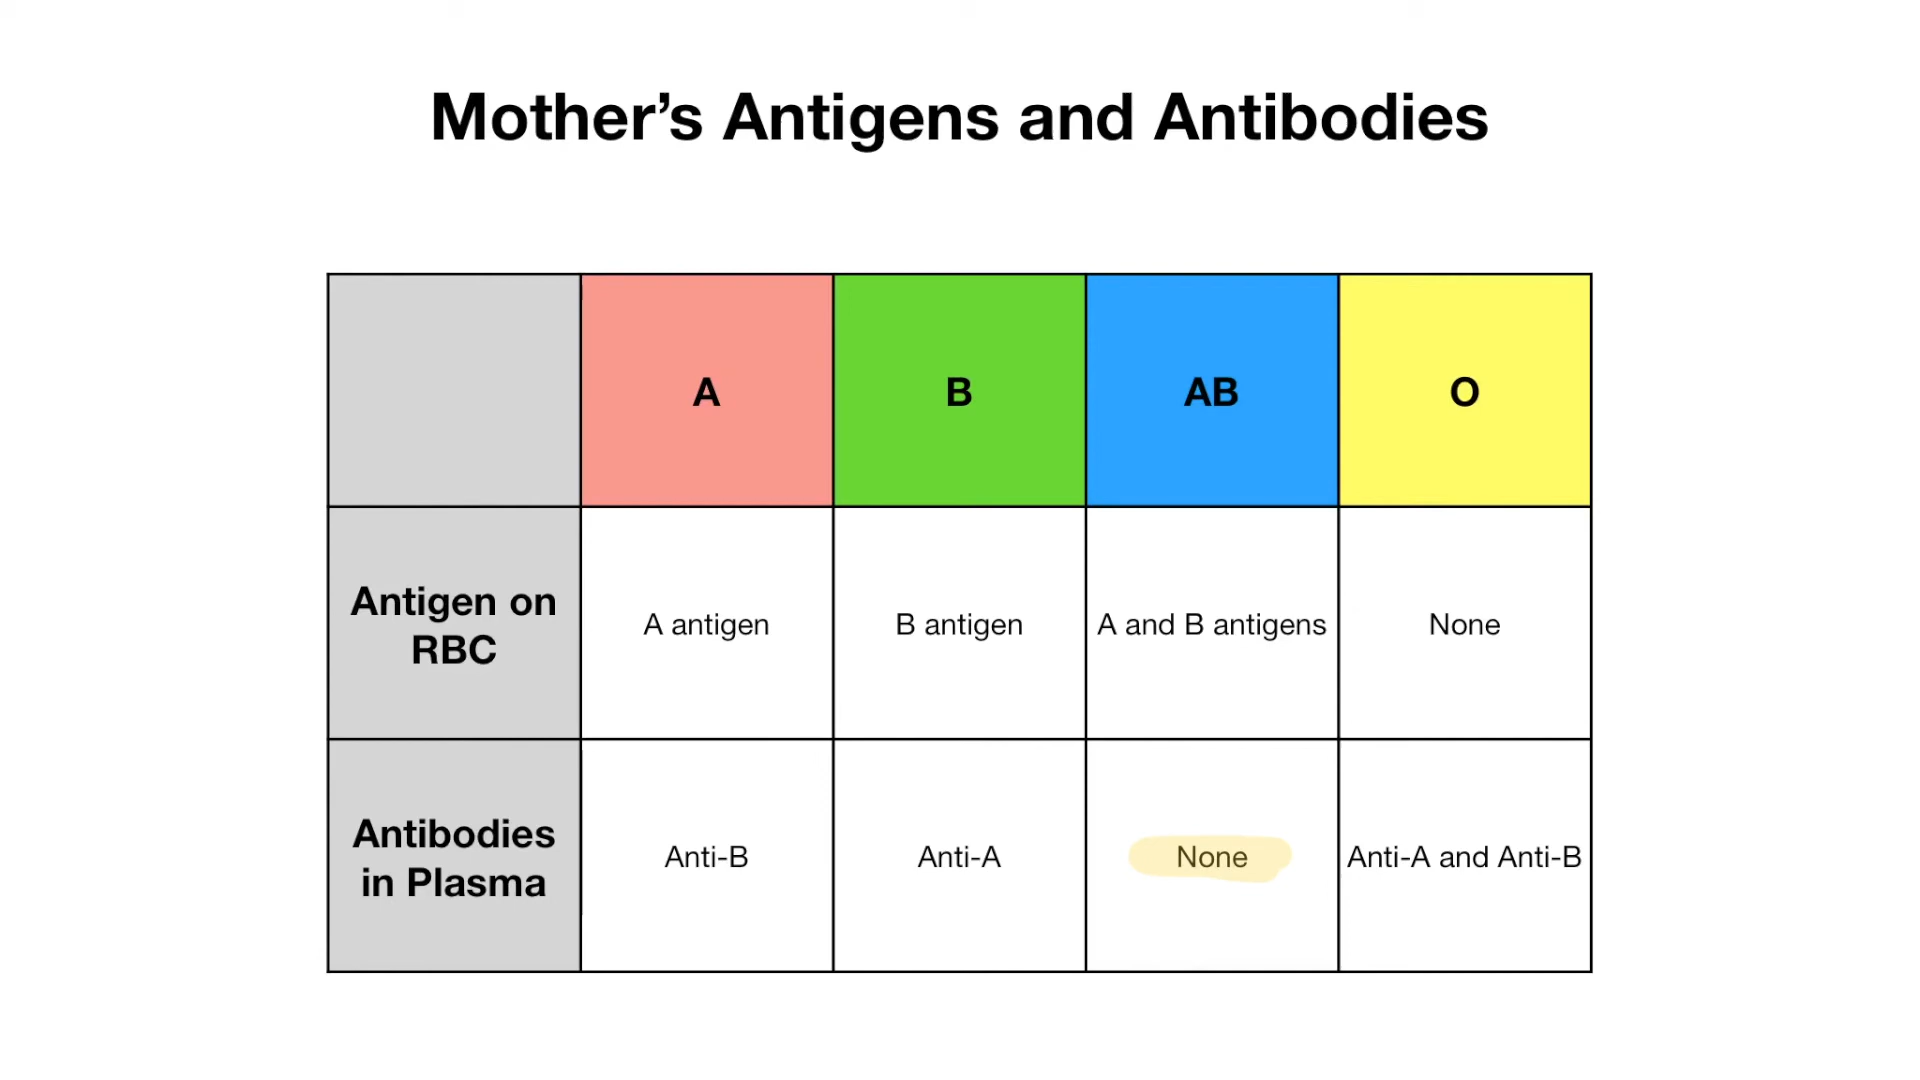 Mother’s Antigens and Antibodies
A
B
AB
O
Antigen on
RBC
A antigen
B antigen
A and B antigens
None
Antibodies
in Plasma
Anti-B
Anti-A
None
Anti-A and Anti-B